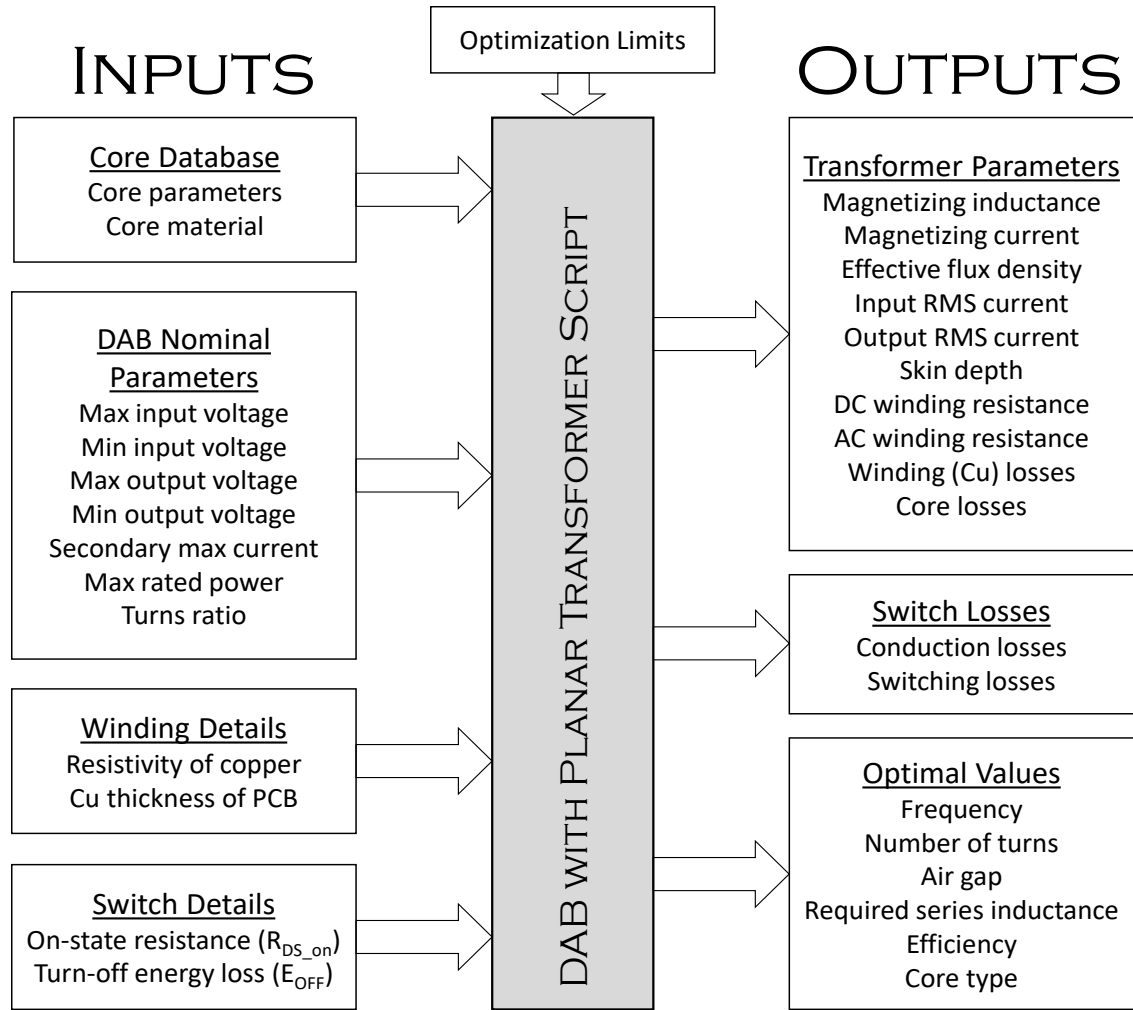 Optimization Limits
INPUTS
Core Database
Core parameters
Core material
DAB Nominal
Parameters
Max input voltage
Min input voltage
Max output voltage
Min output voltage
Secondary max current
Max rated power
Turns ratio
Winding Details
Resistivity of copper
Cu thickness of PCB
Switch Details
On-state resistance (R_DS_on)
Turn-off energy loss (E_OFF)
DAB WITH PLANAR TRANSFORMER SCRIPT
OUTPUTS
Transformer Parameters
Magnetizing inductance
Magnetizing current
Effective flux density
Input RMS current
Output RMS current
Skin depth
DC winding resistance
AC winding resistance
Winding (Cu) losses
Core losses
Switch Losses
Conduction losses
Switching losses
Optimal Values
Frequency
Number of turns
Air gap
Required series inductance
Efficiency
Core type